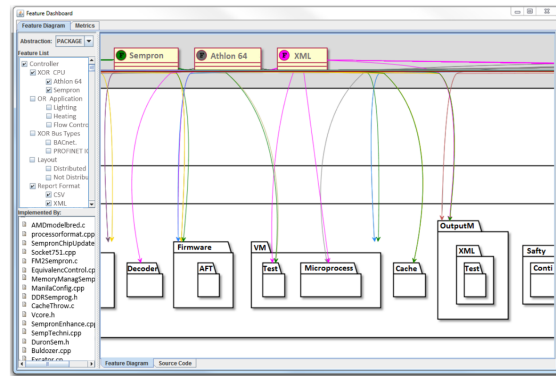 Feature Dashboard
Feature Diagram Metrics
Abstraction: PACKAGE
Feature List
Controller
XOR CPU
Athlon 64
Sempron
OR Application
Lighting
Heating
Flow Contro
XOR Bus Types
BACnet.
PROFINET I
Layout
Distributed
Not Distribu
Report Format
CSV
XML
Implemented By:
AMDmodelbred.c
processorformat.cpp
SempronChipUpdate
Socket751.cpp
FM2Sempron.c
EquivalencControl.cp
MemoryManagSemp
ManilaConfig.cpp
DDRSemprog.h
CacheThrow.c
Vcore.h
SempronEnhance.cpp
SempTechni.cpp
DuronSem.h
Buldozer.cpp
F Sempron
F Athlon 64
F XML
Firmware
AFT
Decoder
VM
Test
Microprocess
Cache
OutputM
XML
Test
Safty
Conti
Feature Diagram Source Code